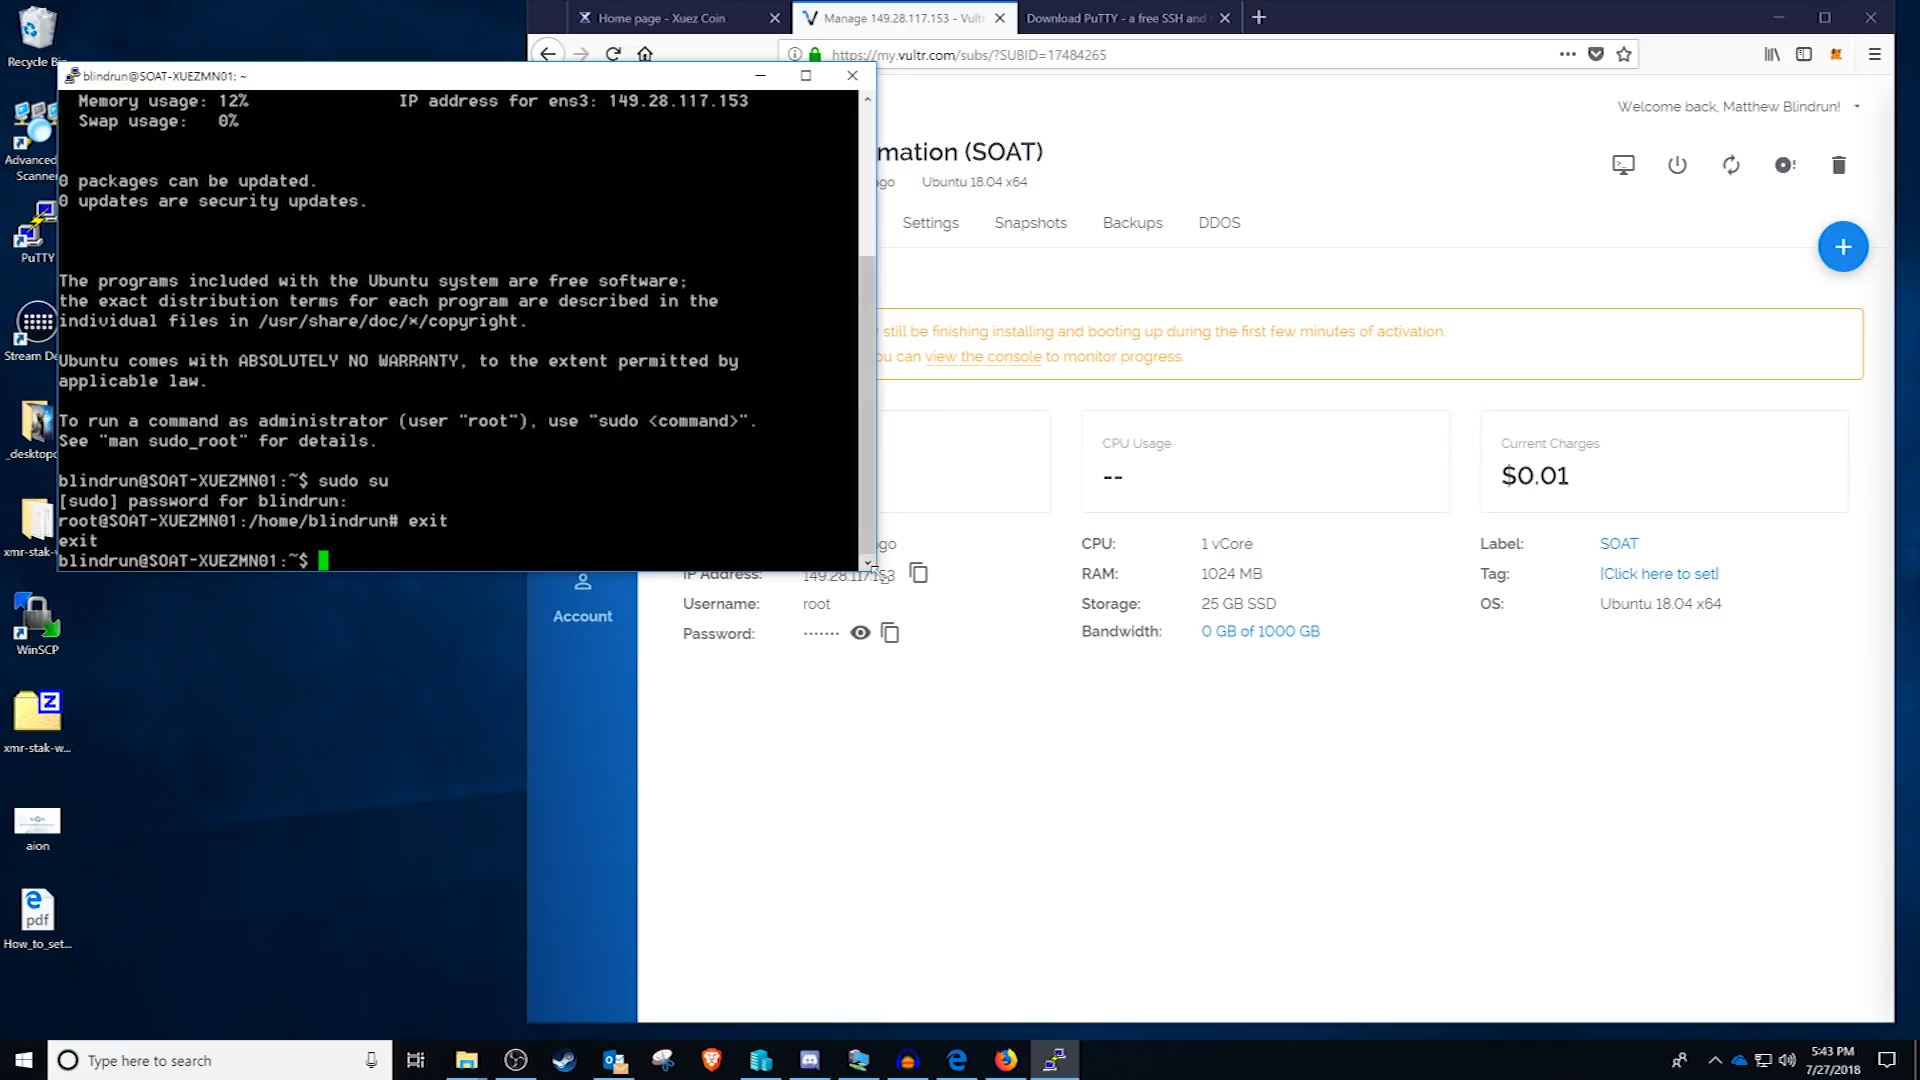 Recycle Bin
Advanced
Scanner
PuTTY
Stream De
_desktop
xmr-stak-
WinSCP
xmr-stak-w...
aion
pdf
How_to_set...
Home page - Xuez Coin
Manage 149.28.117.153 - Vultr
Download PuTTY - a free SSH and
https://my.vultr.com/subs/?SUBID=17484265
blindrun@SOAT-XUEZMN01: ~
Memory usage: 12% IP address for ens3: 149.28.117.153
Swap usage: 0%
0 packages can be updated.
0 updates are security updates.
The programs included with the Ubuntu system are free software;
the exact distribution terms for each program are described in the
individual files in /usr/share/doc/*/copyright.
Ubuntu comes with ABSOLUTELY NO WARRANTY, to the extent permitted by
applicable law.
To run a command as administrator (user "root"), use "sudo <command>".
See "man sudo_root" for details.
blindrun@SOAT-XUEZMN01:~$ sudo su
[sudo] password for blindrun:
root@SOAT-XUEZMN01:/home/blindrun# exit
exit
blindrun@SOAT-XUEZMN01:~$
Welcome back, Matthew Blindrun!
mation (SOAT)
ago Ubuntu 18.04 x64
Settings Snapshots Backups DDOS
still be finishing installing and booting up during the first few minutes of activation.
ou can view the console to monitor progress.
CPU Usage
--
Current Charges
$0.01
ago
IP Address: 149.28.117.153
Username: root
Password: ·······
CPU: 1 vCore
RAM: 1024 MB
Storage: 25 GB SSD
Bandwidth: 0 GB of 1000 GB
Label: SOAT
Tag: [Click here to set]
OS: Ubuntu 18.04 x64
Account
Type here to search
5:43 PM
7/27/2018